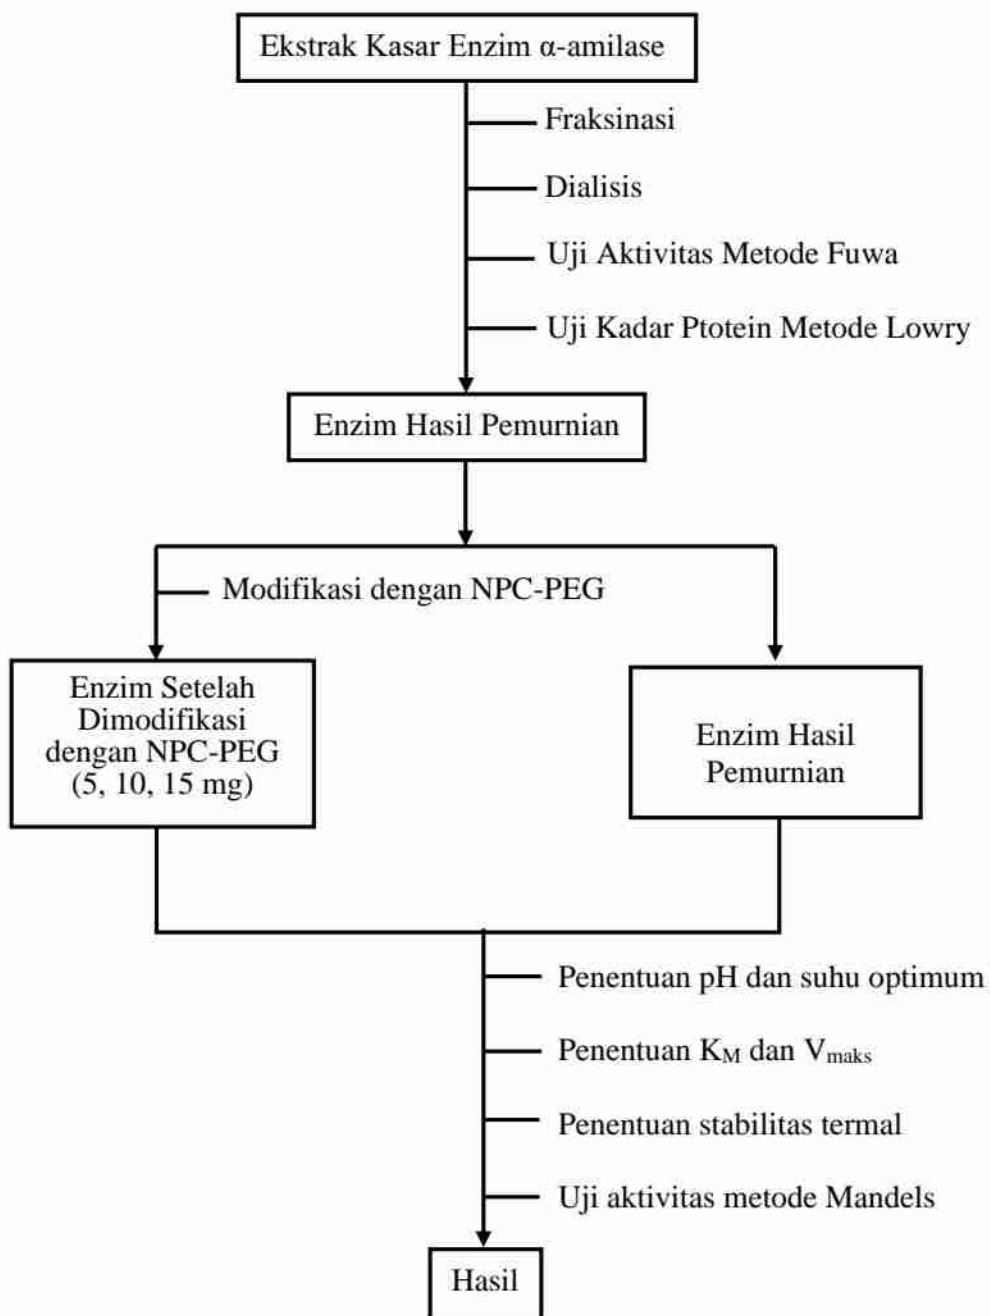 Ekstrak Kasar Enzim α-amilase
Fraksinasi
Dialisis
Uji Aktivitas Metode Fuwa
Uji Kadar Ptotein Metode Lowry
Enzim Hasil Pemurnian
Modifikasi dengan NPC-PEG
Enzim Setelah
Dimodifikasi
dengan NPC-PEG
(5, 10, 15 mg)
Enzim Hasil
Pemurnian
Penentuan pH dan suhu optimum
Penentuan KM dan Vmaks
Penentuan stabilitas termal
Uji aktivitas metode Mandels
Hasil